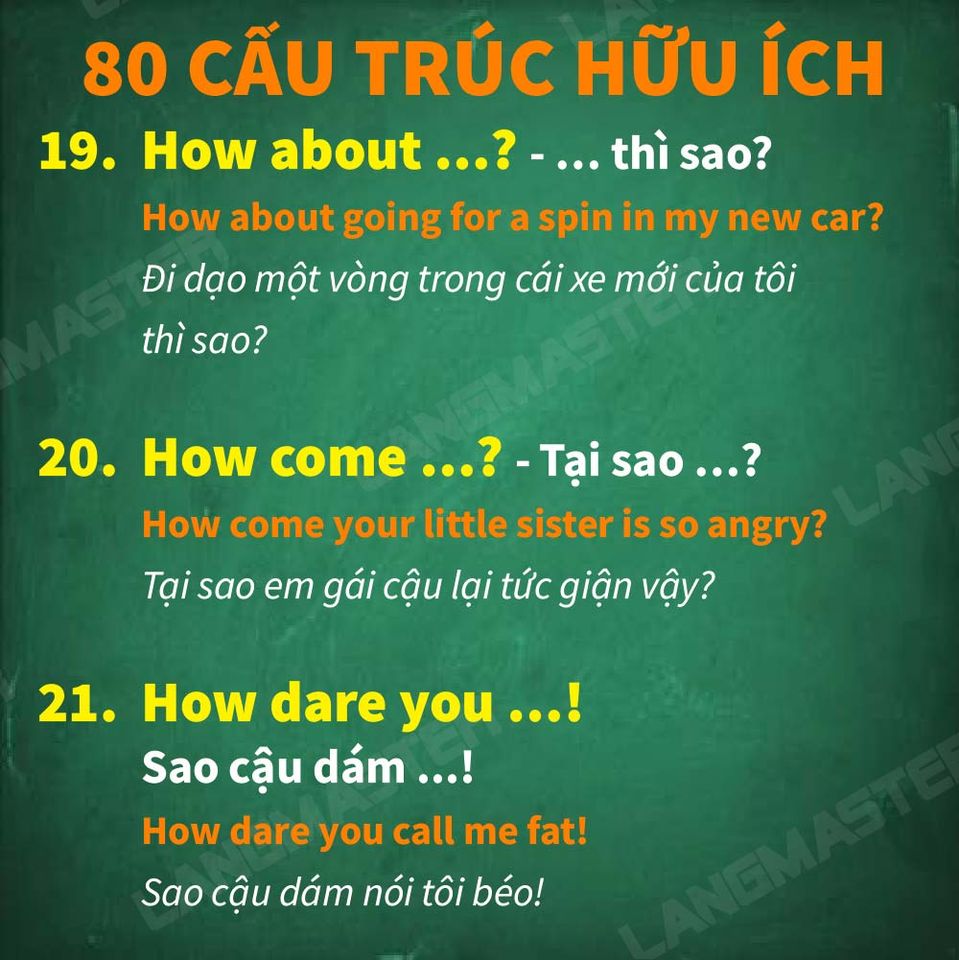 80 CẤU TRÚC HỮU ÍCH
19. How about ...? - ... thì sao?
How about going for a spin in my new car?
Đi dạo một vòng trong cái xe mới của tôi
thì sao?
20. How come ...? - Tại sao ...?
How come your little sister is so angry?
Tại sao em gái cậu lại tức giận vậy?
21. How dare you ...!
Sao cậu dám ...!
How dare you call me fat!
Sao cậu dám nói tôi béo!
LANGMASTER
LANGMASTER
LANGMASTER
LANGMASTER